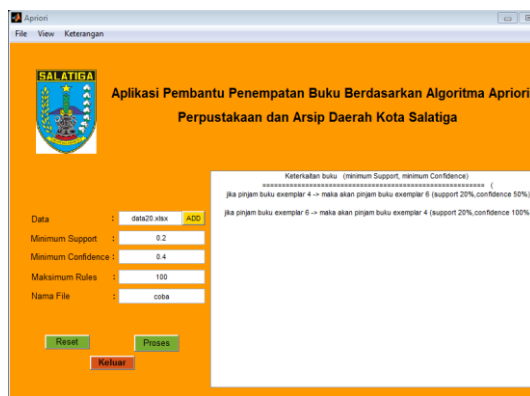 Apriori
File View Keterangan
SALATIGA
Aplikasi Pembantu Penempatan Buku Berdasarkan Algoritma Apriori
Perpustakaan dan Arsip Daerah Kota Salatiga
Keterkaitan buku (minimum Support, minimum Confidence)
================================================================ (
jika pinjam buku exemplar 4 -> maka akan pinjam buku exemplar 6 (support 20%,confidence 50%)
jika pinjam buku exemplar 6 -> maka akan pinjam buku exemplar 4 (support 20%,confidence 100%
Data : data20.xlsx ADD
Minimum Support : 0.2
Minimum Confidence : 0.4
Maksimum Rules : 100
Nama File : coba
Reset Proses
Keluar